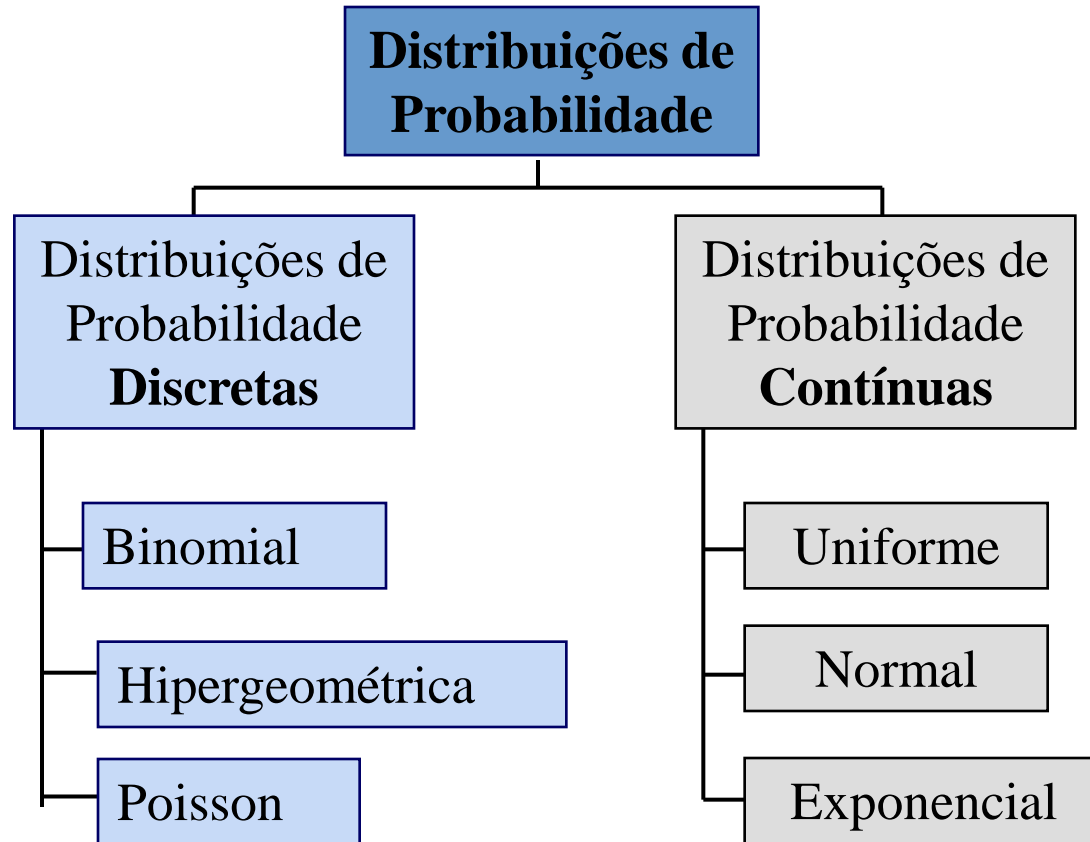 Distribuições de
Probabilidade
Distribuições de
Probabilidade
Discretas
Binomial
Hipergeométrica
Poisson
Distribuições de
Probabilidade
Contínuas
Uniforme
Normal
Exponencial